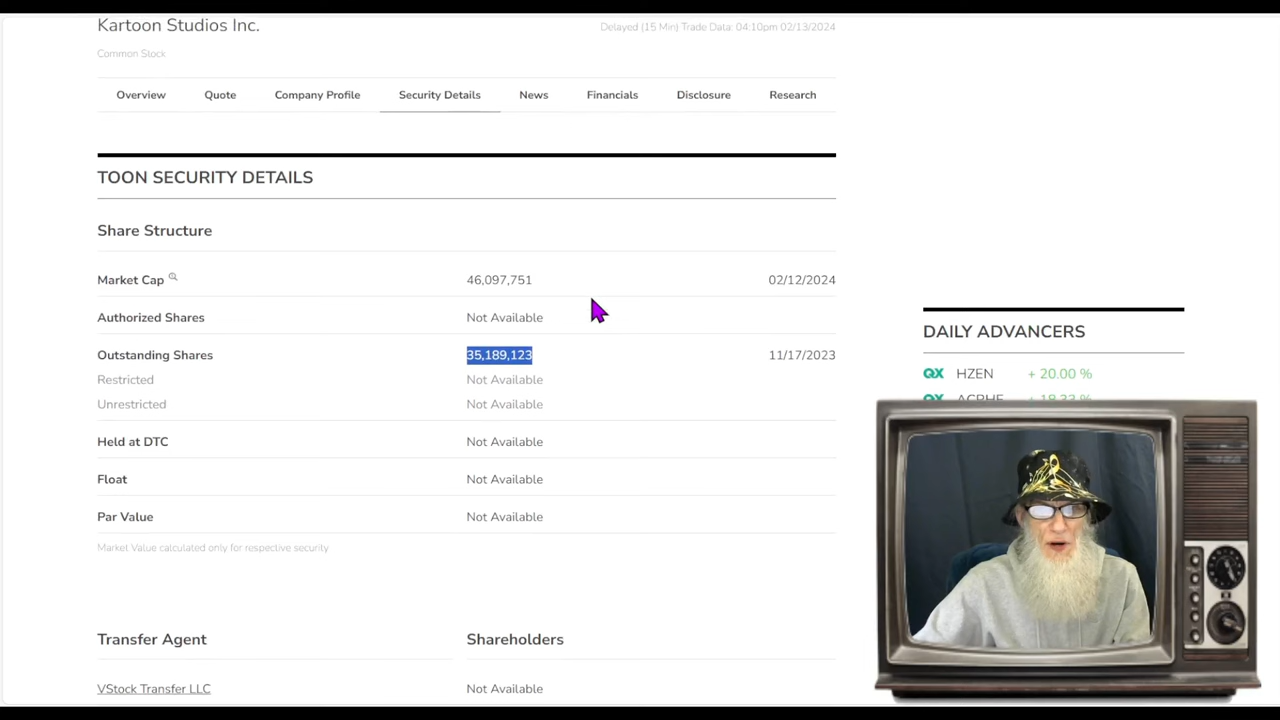 Kartoon Studios Inc.
Delayed (15 Min) Trade Data: 04:10pm 02/13/2024
Common Stock
Overview Quote Company Profile Security Details News Financials Disclosure Research
TOON SECURITY DETAILS
Share Structure
Market Cap 46,097,751 02/12/2024
Authorized Shares Not Available
Outstanding Shares 35,189,123 11/17/2023
Restricted Not Available
Unrestricted Not Available
Held at DTC Not Available
Float Not Available
Par Value Not Available
Market Value calculated only for respective security
Transfer Agent Shareholders
VStock Transfer LLC Not Available
DAILY ADVANCERS
QX HZEN + 20.00 %